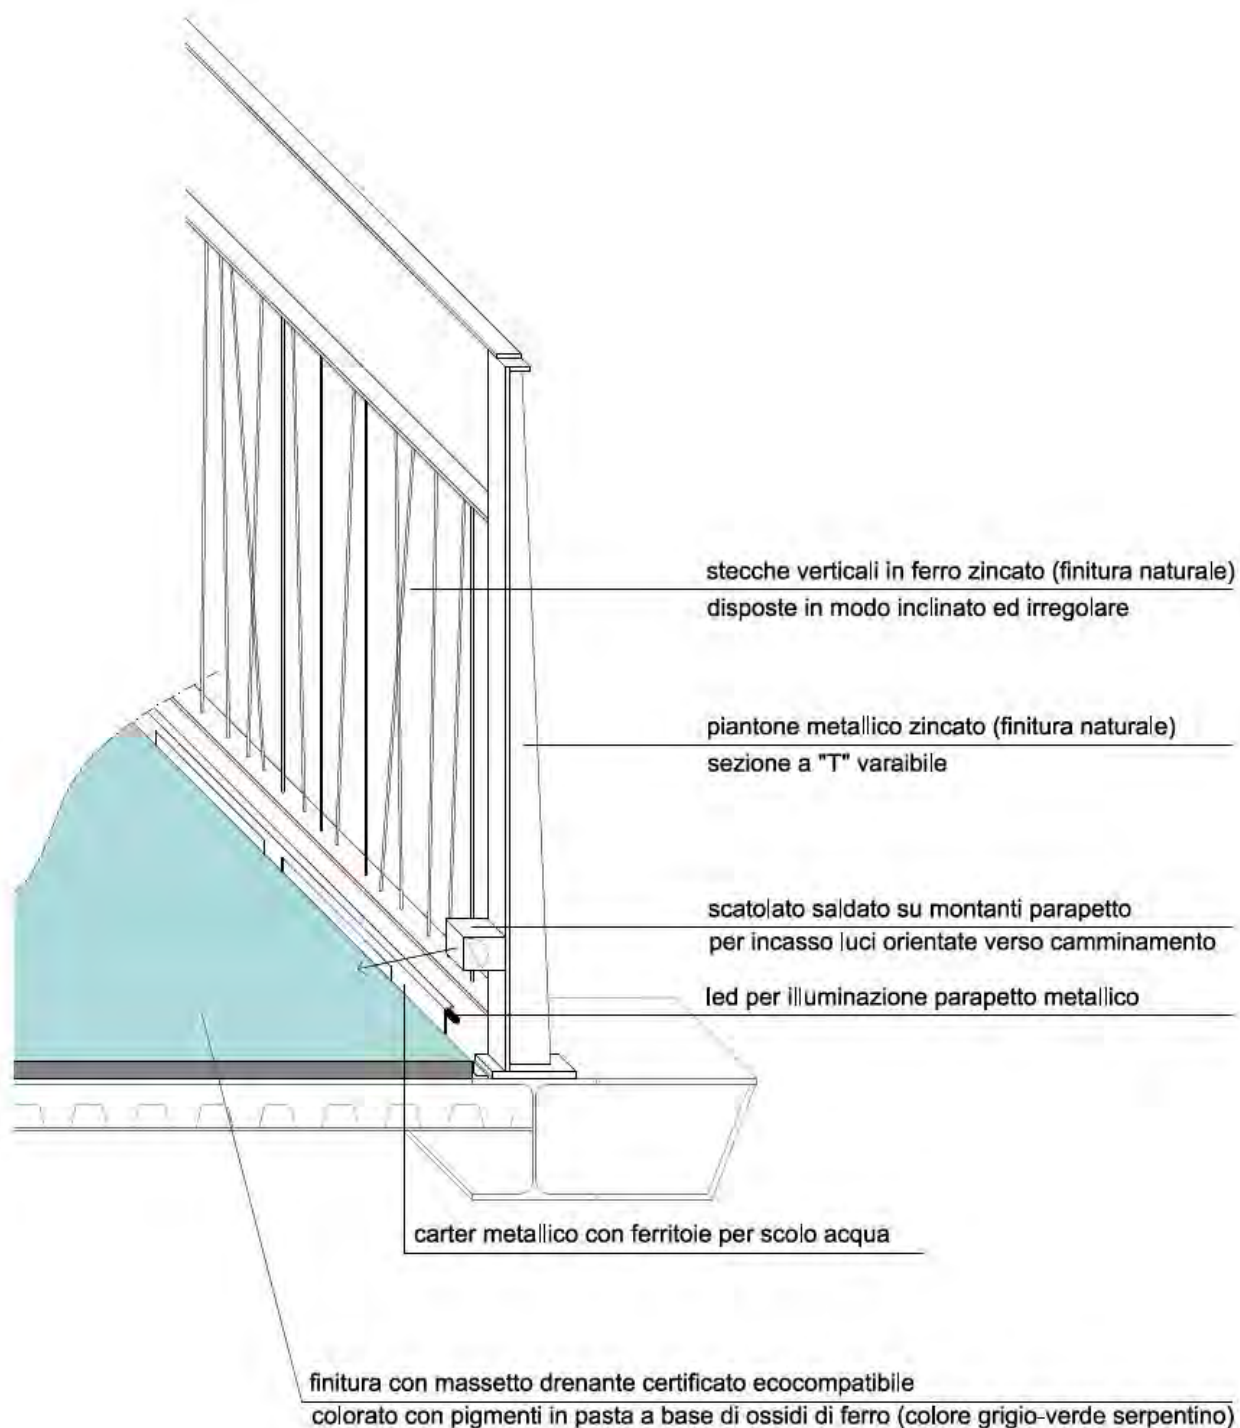 stecche verticali in ferro zincato (finitura naturale)
disposte in modo inclinato ed irregolare
piantone metallico zincato (finitura naturale)
sezione a "T" varaibile
scatolato saldato su montanti parapetto
per incasso luci orientate verso camminamento
led per illuminazione parapetto metallico
carter metallico con ferritoie per scolo acqua
finitura con massetto drenante certificato ecocompatibile
colorato con pigmenti in pasta a base di ossidi di ferro (colore grigio-verde serpentino)